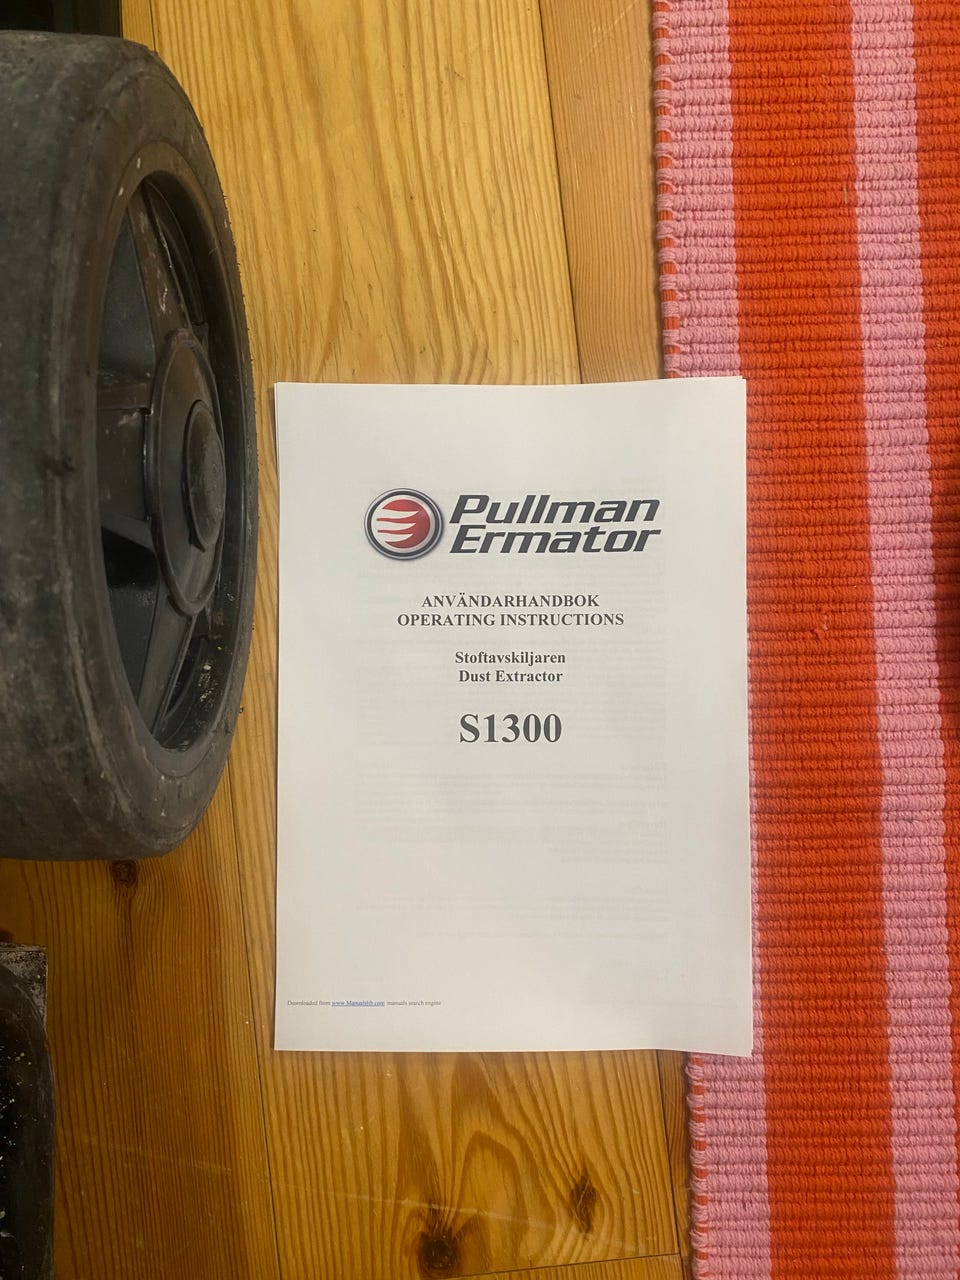 Pullman
Ermator
ANVÄNDARHANDBOK
OPERATING INSTRUCTIONS
Stoftavskiljaren
Dust Extractor
S1300
Downloaded from www.Manualslib.com manuals search engine